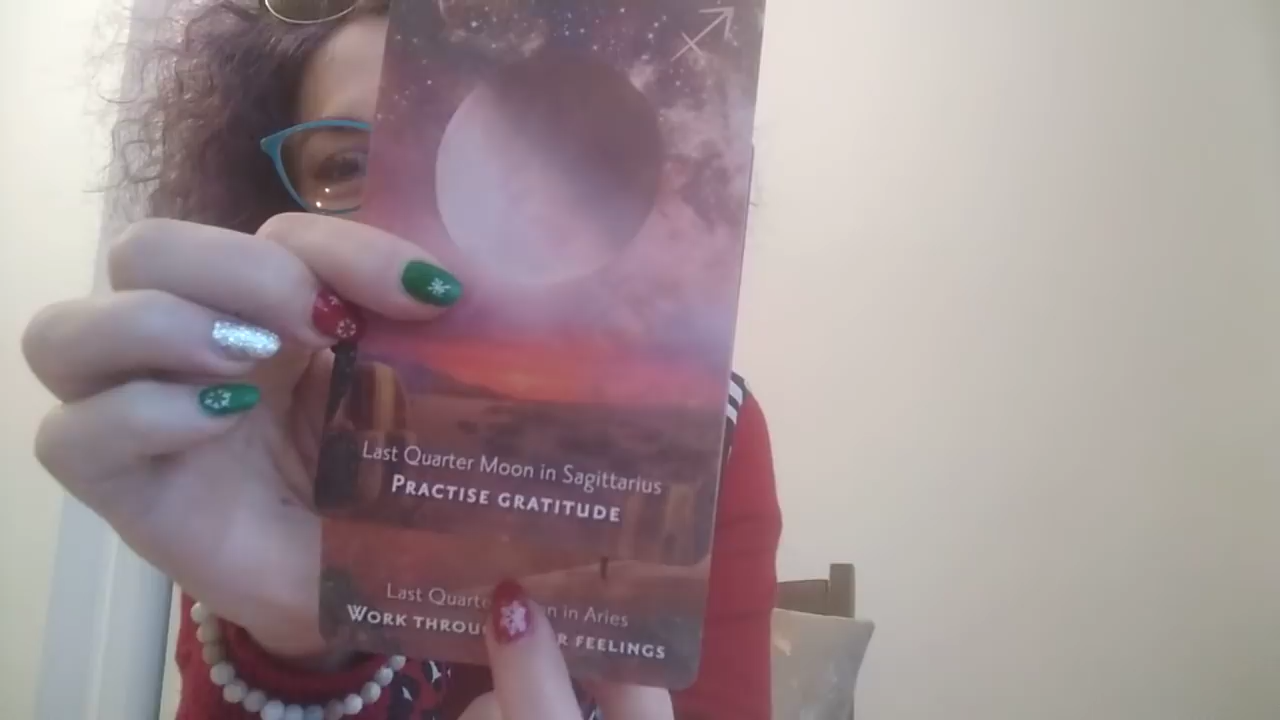 Last Quarter Moon in Sagittarius
PRACTISE GRATITUDE
Last in Aries
WORK FEELINGS